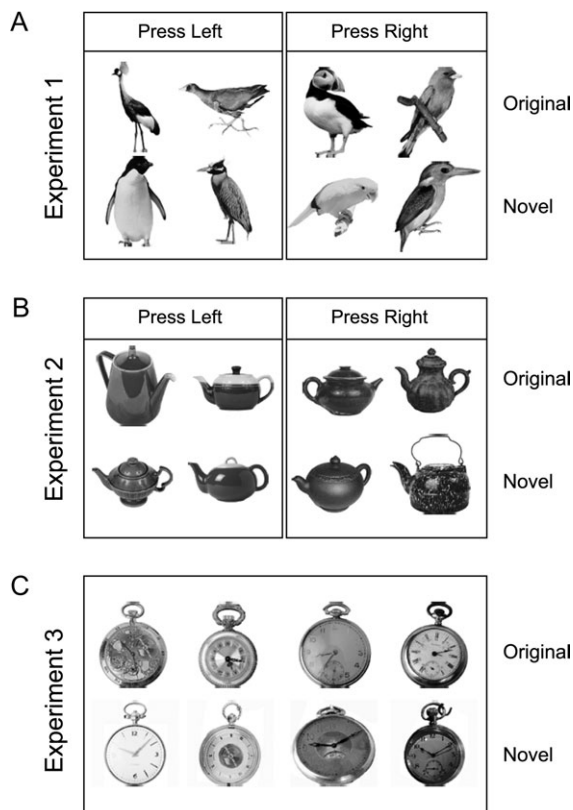 A
Experiment 1
Press Left
Press Right
Original
Novel
B
Experiment 2
Press Left
Press Right
Original
Novel
C
Experiment 3
Original
Novel